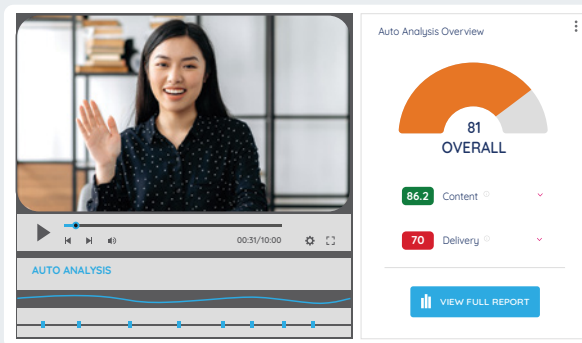 00:31/10:00
AUTO ANALYSIS
Auto Analysis Overview
81
OVERALL
86.2 Content
70 Delivery
VIEW FULL REPORT